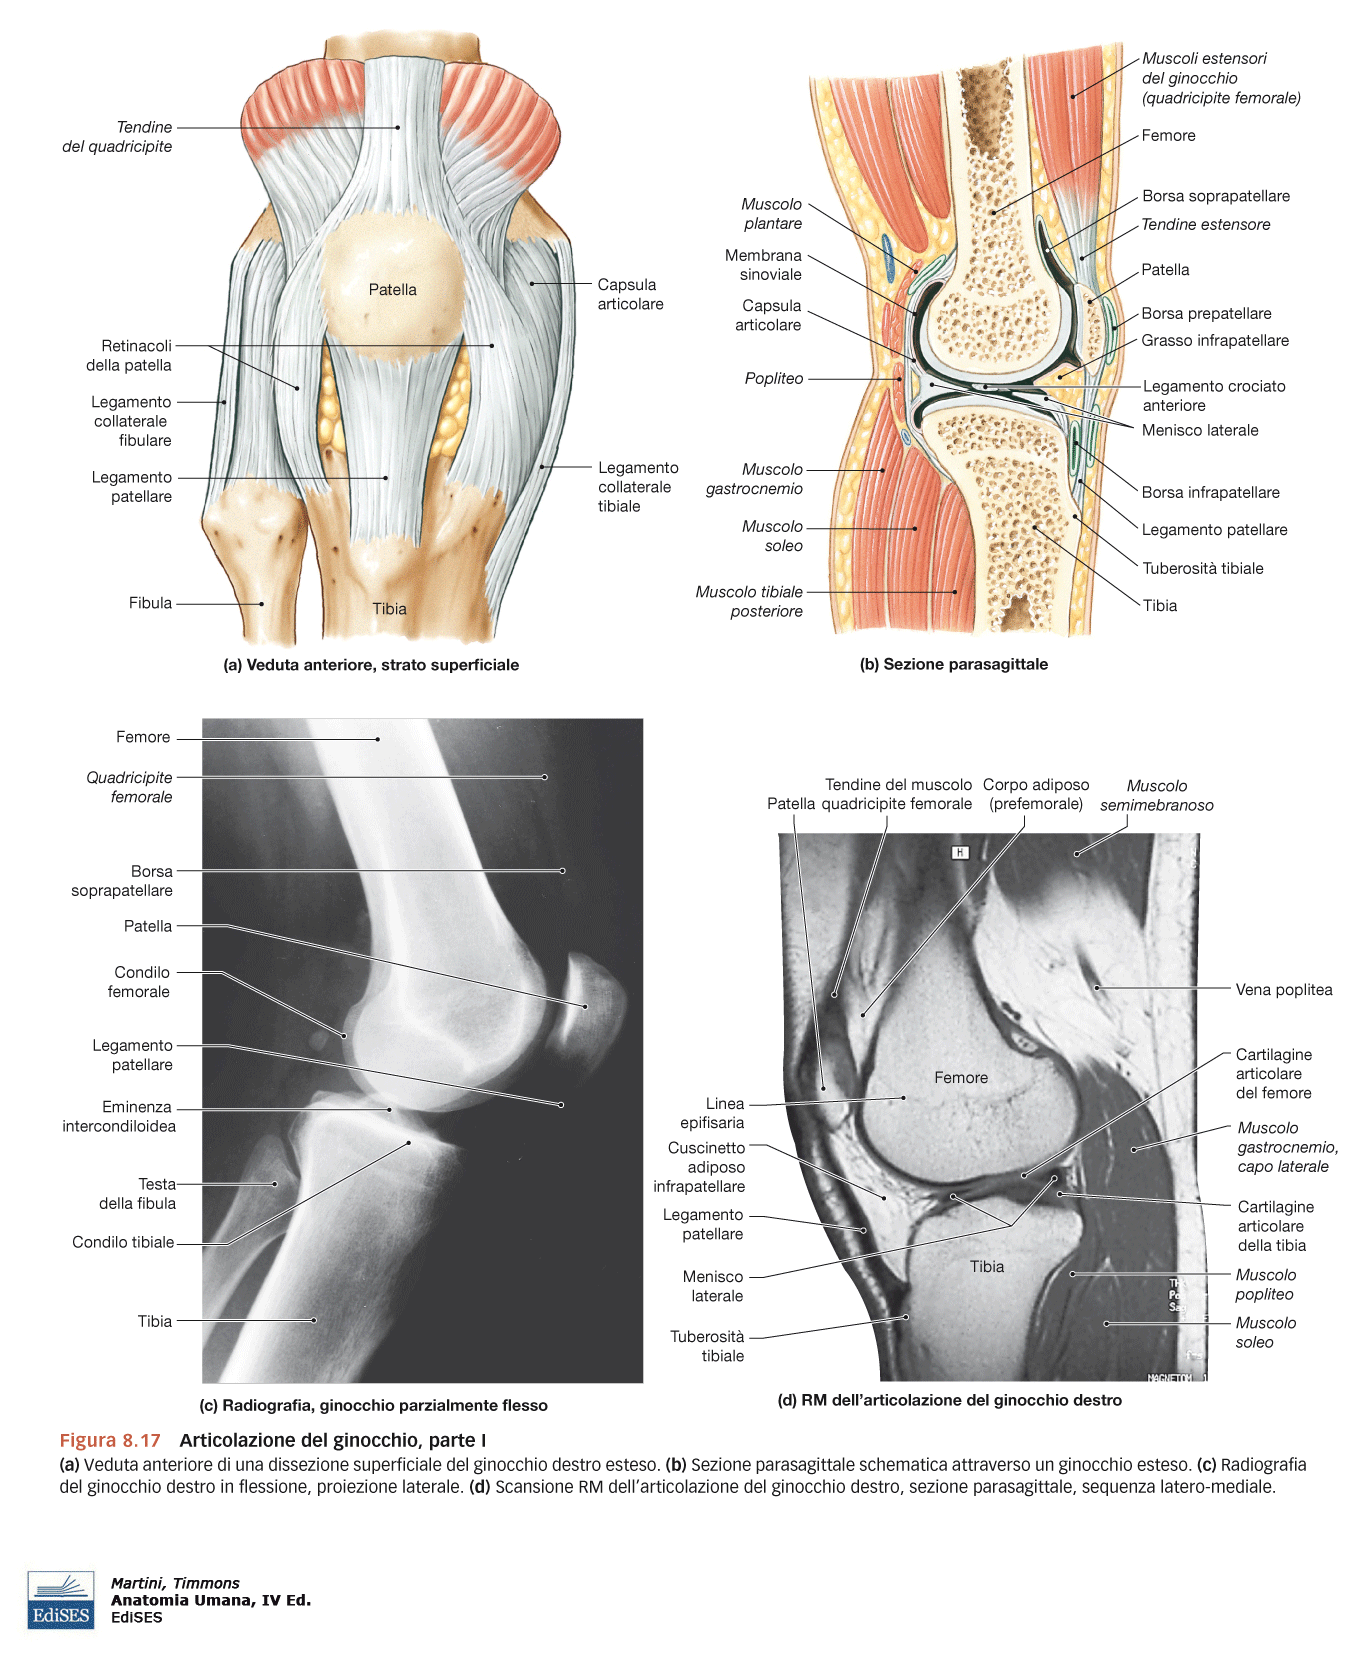 Tendine
del quadricipite
Patella
Capsula
articolare
Retinacoli
della patella
Legamento
collaterale
fibulare
Legamento
patellare
Legamento
collaterale
tibiale
Fibula
Tibia
(a) Veduta anteriore, strato superficiale
Muscoli estensori
del ginocchio
(quadricipite femorale)
Femore
Borsa soprapatellare
Tendine estensore
Patella
Borsa prepatellare
Grasso infrapatellare
Legamento crociato
anteriore
Menisco laterale
Borsa infrapatellare
Legamento patellare
Tuberosità tibiale
Tibia
Muscolo
plantare
Membrana
sinoviale
Capsula
articolare
Popliteo
Muscolo
gastrocnemio
Muscolo
soleo
Muscolo tibiale
posteriore
(b) Sezione parasagittale
Femore
Quadricipite
femorale
Borsa
soprapatellare
Patella
Condilo
femorale
Legamento
patellare
Eminenza
intercondiloidea
Testa
della fibula
Condilo tibiale
Tibia
(c) Radiografia, ginocchio parzialmente flesso
Patella
Tendine del muscolo
quadricipite femorale
Corpo adiposo
(prefemorale)
Muscolo
semimebranoso
H
Vena poplitea
Cartilagine
articolare
del femore
Muscolo
gastrocnemio,
capo laterale
Cartilagine
articolare
della tibia
Muscolo
popliteo
Muscolo
soleo
Femore
Linea
epifisaria
Cuscinetto
adiposo
infrapatellare
Legamento
patellare
Menisco
laterale
Tuberosità
tibiale
Tibia
MAGNETOM
(d) RM dell'articolazione del ginocchio destro
Figura 8.17 Articolazione del ginocchio, parte I
(a) Veduta anteriore di una dissezione superficiale del ginocchio destro esteso. (b) Sezione parasagittale schematica attraverso un ginocchio esteso. (c) Radiografia
del ginocchio destro in flessione, proiezione laterale. (d) Scansione RM dell'articolazione del ginocchio destro, sezione parasagittale, sequenza latero-mediale.
EdiSES
Martini, Timmons
Anatomia Umana, IV Ed.
EdiSES